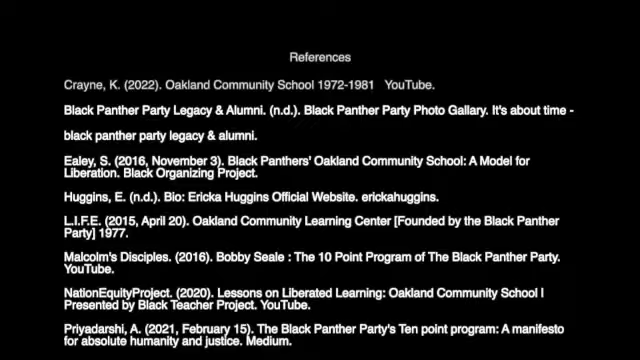 References
Crayne, K. (2022). Oakland Community School 1972-1981 YouTube.
Black Panther Party Legacy & Alumni. (n.d.). Black Panther Party Photo Gallary. It's about time -
black panther party legacy & alumni.
Ealey, S. (2016, November 3). Black Panthers' Oakland Community School: A Model for
Liberation. Black Organizing Project.
Huggins, E. (n.d.). Bio: Ericka Huggins Official Website. erickahuggins.
L.I.F.E. (2015, April 20). Oakland Community Learning Center [Founded by the Black Panther
Party] 1977.
Malcolm's Disciples. (2016). Bobby Seale : The 10 Point Program of The Black Panther Party.
YouTube.
NationEquityProject. (2020). Lessons on Liberated Learning: Oakland Community School I
Presented by Black Teacher Project. YouTube.
Priyadarshi, A. (2021, February 15). The Black Panther Party's Ten point program: A manifesto
for absolute humanity and justice. Medium.